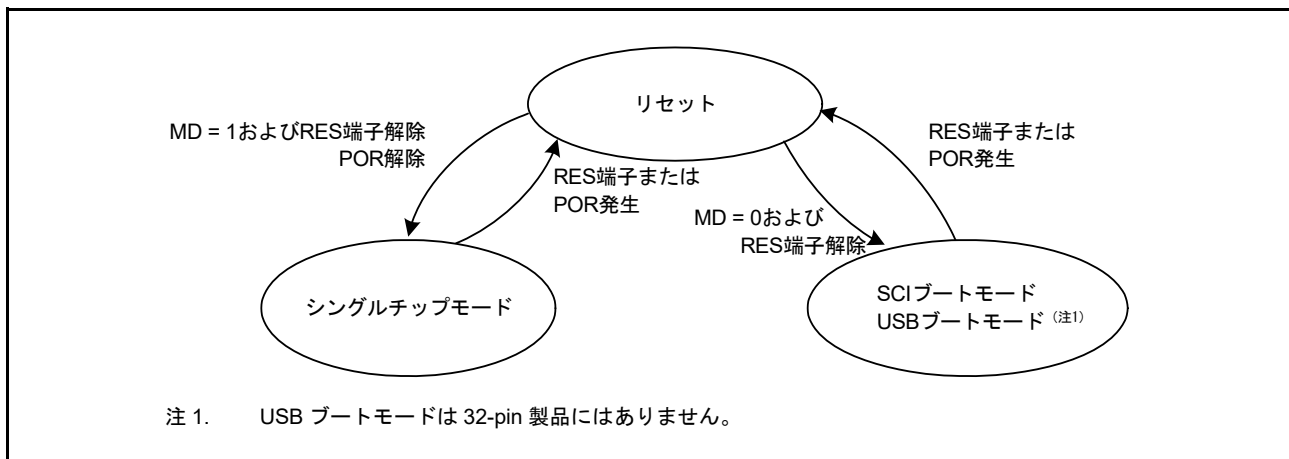 リセット
MD = 1およびRES端子解除
POR解除
RES端子または
POR発生
RES端子または
POR発生
MD = 0および
RES端子解除
シングルチップモード
SCIブートモード
USBブートモード（注1）
注 1. USB ブートモードは 32-pin 製品にはありません。